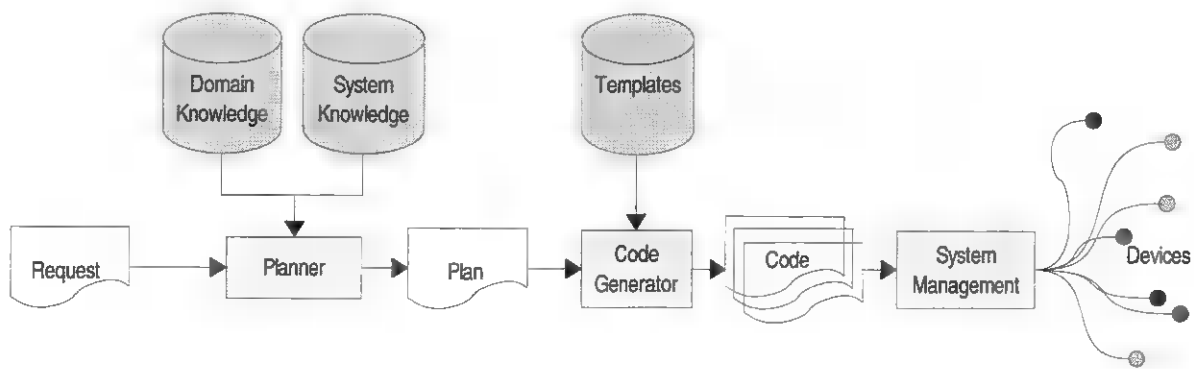 Domain
Knowledge
System
Knowledge
Templates
Request
Planner
Plan
Code
Generator
Code
System
Management
Devices